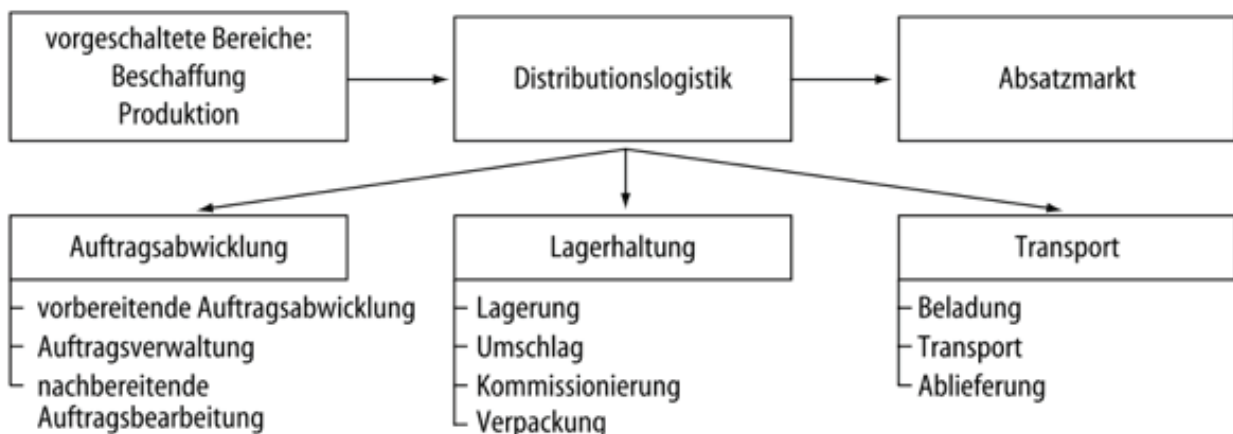 vorgeschaltete Bereiche:
Beschaffung
Produktion
Distributionslogistik
Absatzmarkt
Auftragsabwicklung
vorbereitende Auftragsabwicklung
Auftragsverwaltung
nachbereitende
Auftragsbearbeitung
Lagerhaltung
Lagerung
Umschlag
Kommissionierung
Verpackung
Transport
Beladung
Transport
Ablieferung